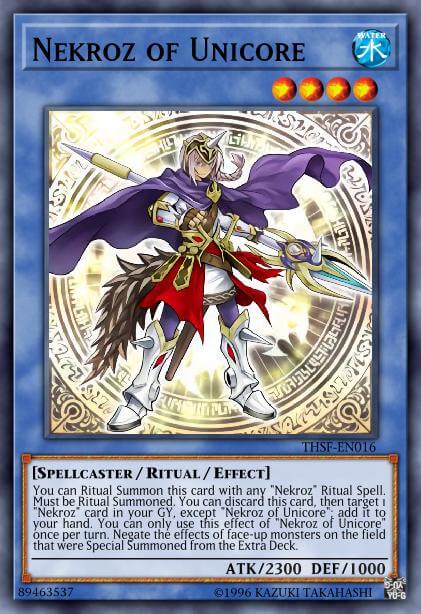 Nekroz of Unicore
WATER
水
THSF-EN016
[Spellcaster / Ritual / Effect]
You can Ritual Summon this card with any "Nekroz" Ritual Spell.
Must be Ritual Summoned. You can discard this card, then target 1
"Nekroz" card in your GY, except "Nekroz of Unicore"; add it to
your hand. You can only use this effect of "Nekroz of Unicore"
once per turn. Negate the effects of face-up monsters on the field
that were Special Summoned from the Extra Deck.
ATK/2300 DEF/1000
89463537
©1996 KAZUKI TAKAHASHI